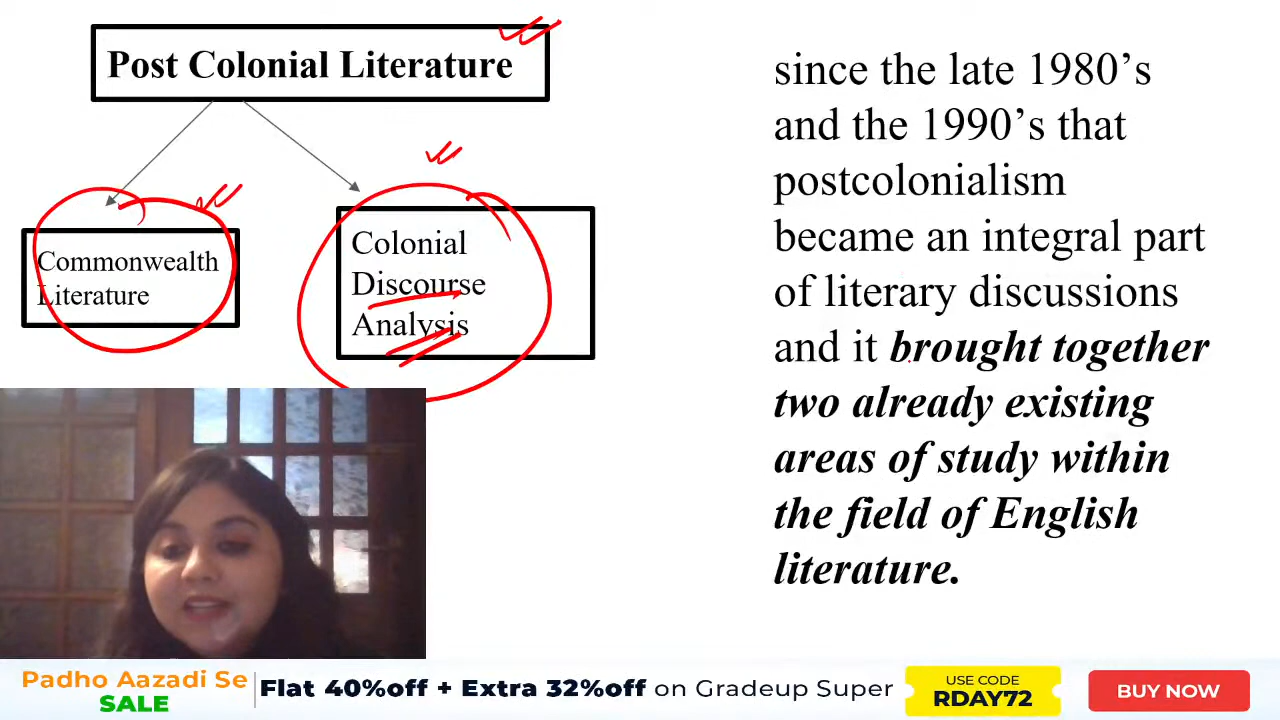 Post Colonial Literature
Commonwealth
Literature
Colonial
Discourse
Analysis
since the late 1980’s
and the 1990’s that
postcolonialism
became an integral part
of literary discussions
and it brought together
two already existing
areas of study within
the field of English
literature.
Padho Aazadi Se
SALE
Flat 40%off + Extra 32%off on Gradeup Super
USE CODE
RDAY72
BUY NOW